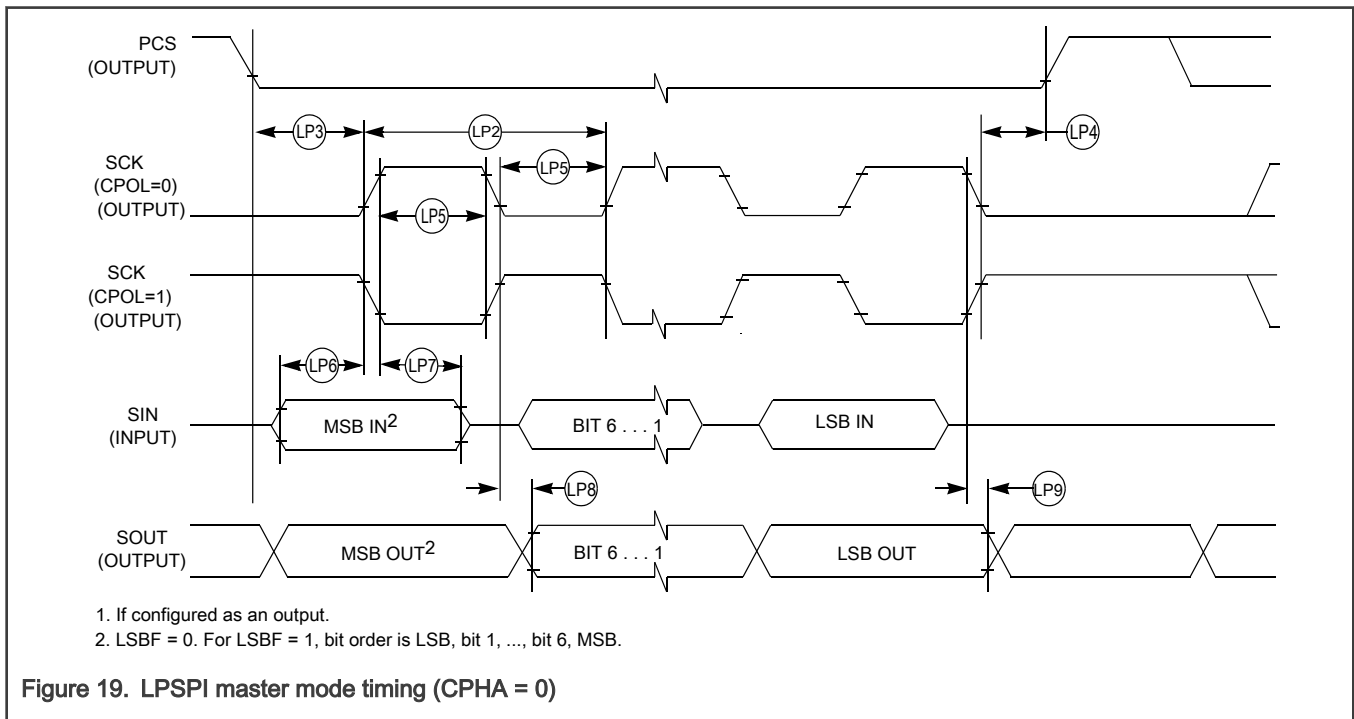 PCS
(OUTPUT)
LP3
LP2
LP4
SCK
(CPOL=0)
(OUTPUT)
LP5
LP5
SCK
(CPOL=1)
(OUTPUT)
LP6
LP7
SIN
(INPUT)
MSB IN2
BIT 6 . . . 1
LSB IN
LP8
LP9
SOUT
(OUTPUT)
MSB OUT2
BIT 6 . . . 1
LSB OUT
1. If configured as an output.
2. LSBF = 0. For LSBF = 1, bit order is LSB, bit 1, ..., bit 6, MSB.
Figure 19. LPSPI master mode timing (CPHA = 0)